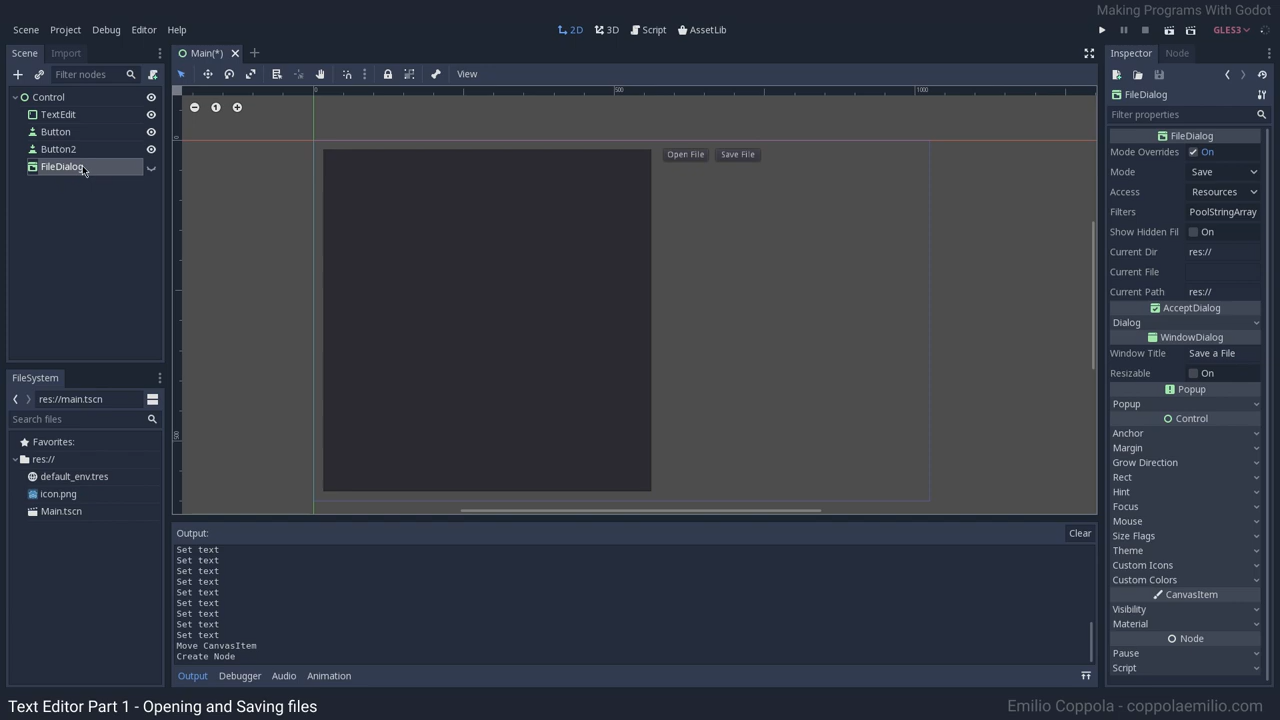 Making Programs With Godot
Scene Project Debug Editor Help
2D 3D Script AssetLib
GLES3
Scene Import
Main(*)
Inspector Node
Filter nodes
View
Control
TextEdit
Button
Button2
FileDialog
0 500 1000
0
500
Open File Save File
FileDialog
Filter properties
FileDialog
Mode Overrides On
Mode Save
Access Resources
Filters PoolStringArray
Show Hidden Fil On
Current Dir res://
Current File
Current Path res://
AcceptDialog
Dialog
WindowDialog
Window Title Save a File
Resizable On
Popup
Popup
Control
Anchor
Margin
Grow Direction
Rect
Hint
Focus
Mouse
Size Flags
Theme
Custom Icons
Custom Colors
CanvasItem
Visibility
Material
Node
Pause
Script
FileSystem
res://main.tscn
Search files
Favorites:
res://
default_env.tres
icon.png
Main.tscn
Output: Clear
Set text
Set text
Set text
Set text
Set text
Set text
Set text
Set text
Set text
Move CanvasItem
Create Node
Output Debugger Audio Animation
Text Editor Part 1 - Opening and Saving files
Emilio Coppola - coppolaemilio.com